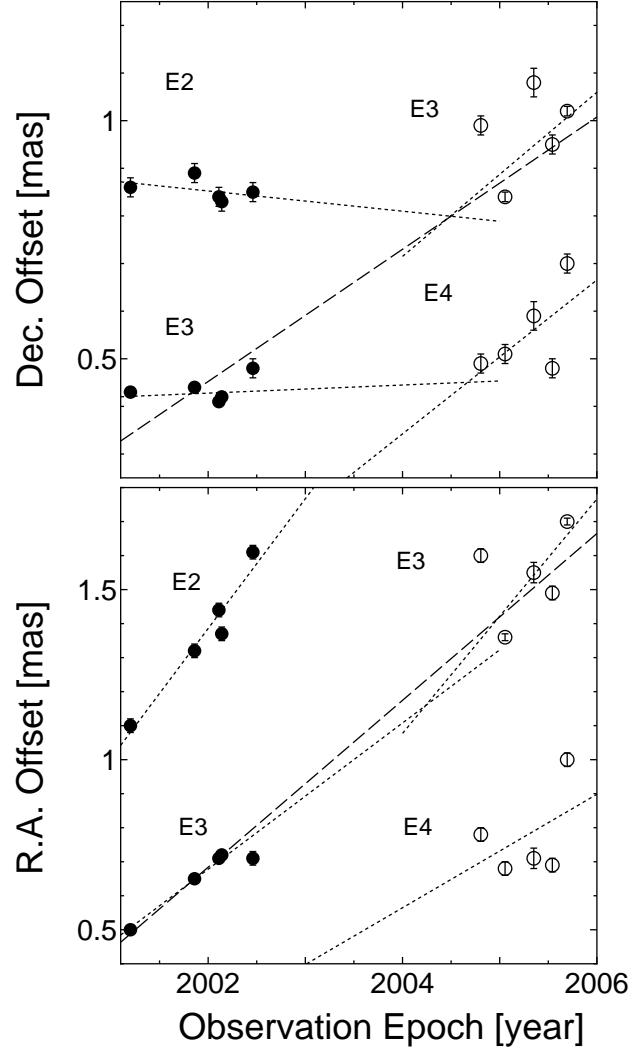 E2
E3
1
E4
E3
0.5
Dec. Offset [mas]
E3
E2
1.5
1
E3
E4
0.5
R.A. Offset [mas]
2002
2004
2006
Observation Epoch [year]